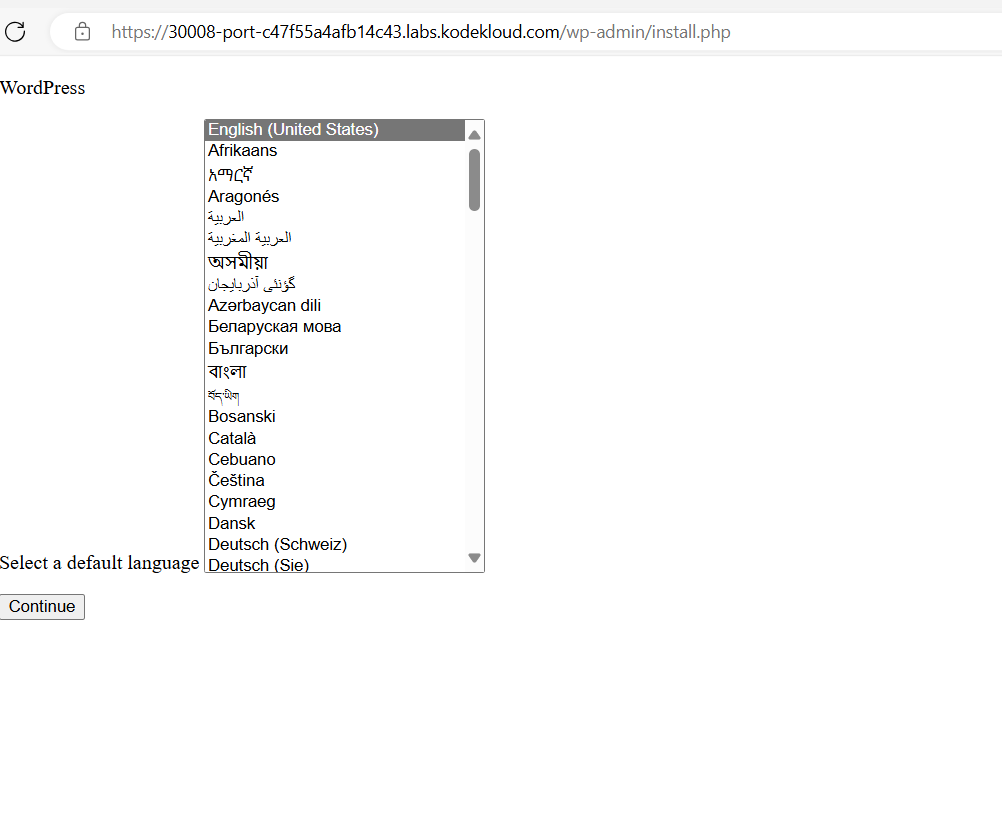 https://30008-port-c47f55a4afb14c43.labs.kodekloud.com/wp-admin/install.php
WordPress
English (United States)
Afrikaans
አማርኛ
Aragonés
العربية
العربية المغربية
অসমীয়া
گؤنئی آذربایجان
Azərbaycan dili
Беларуская мова
Български
বাংলা
བོད་ཡིག
Bosanski
Català
Cebuano
Čeština
Cymraeg
Dansk
Deutsch (Schweiz)
Deutsch (Sie)
Select a default language
Continue